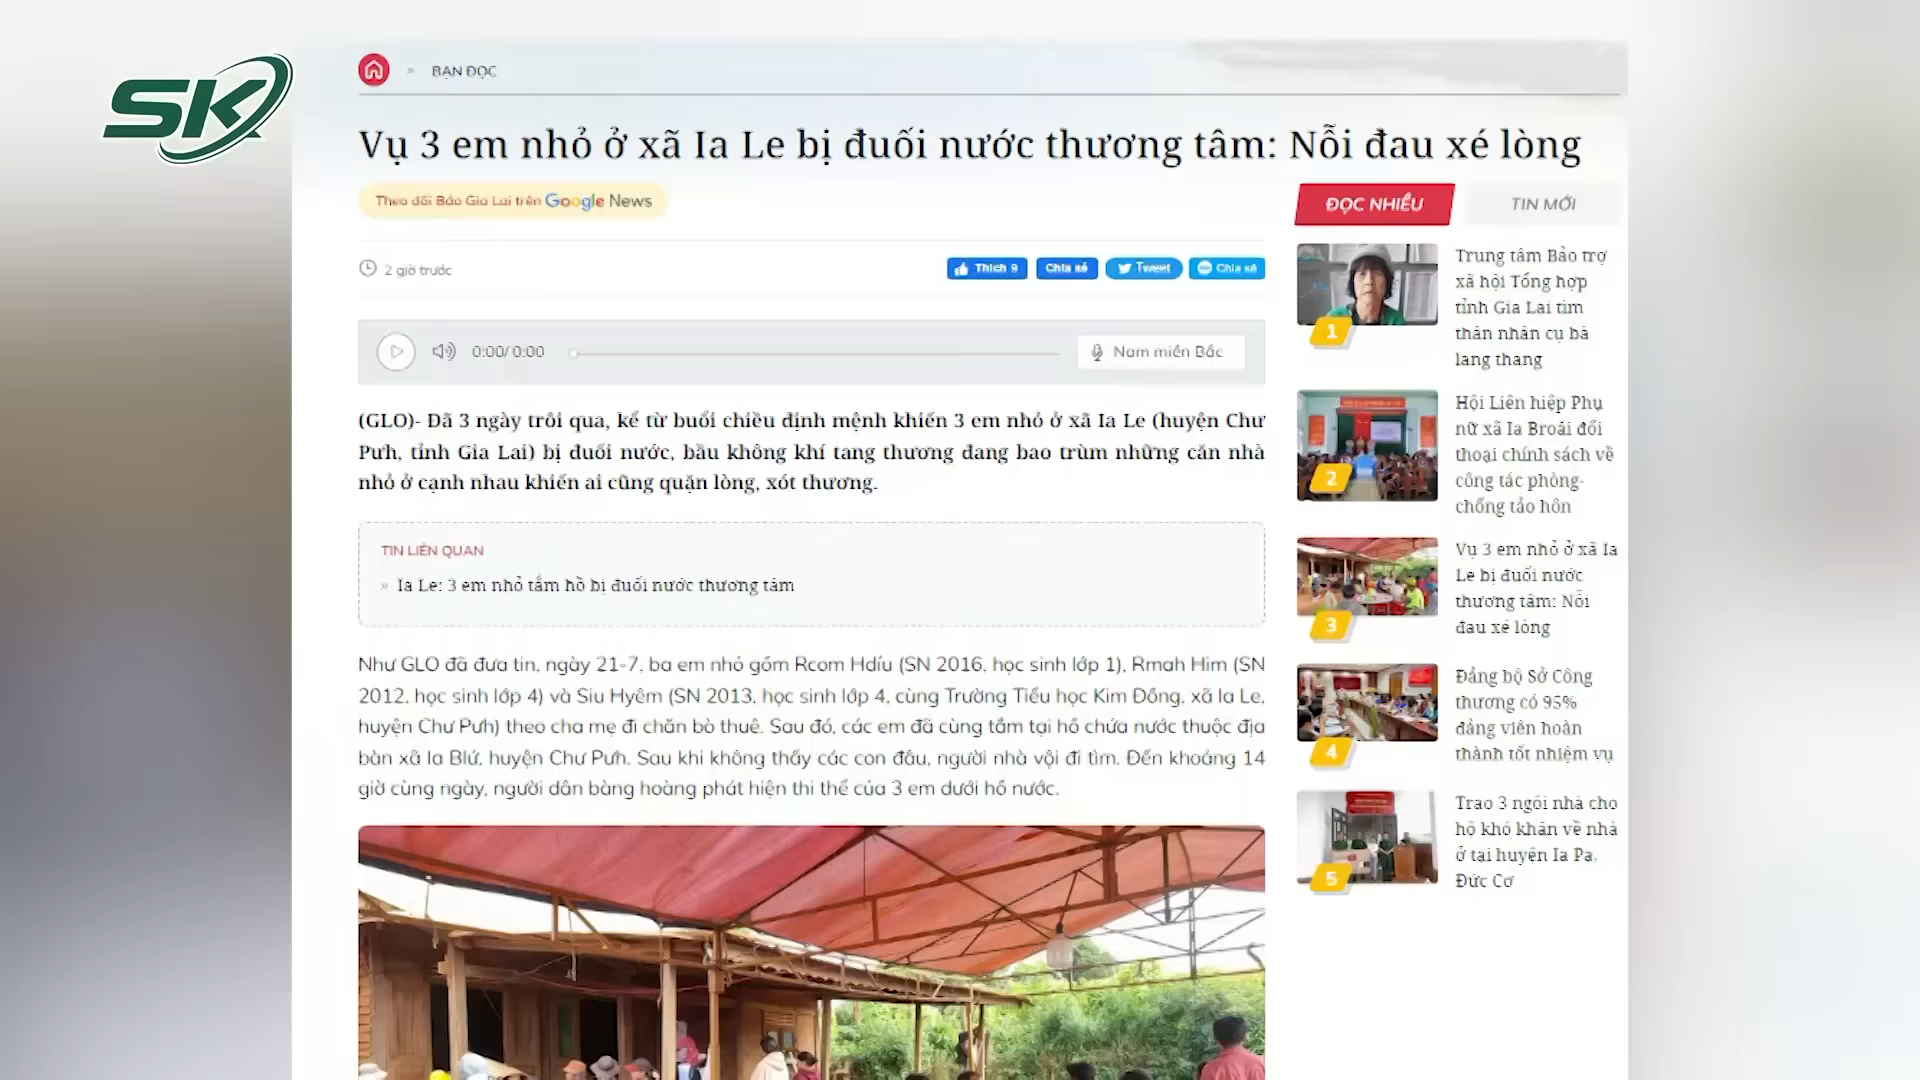 SK
» BẠN ĐỌC
Vụ 3 em nhỏ ở xã Ia Le bị đuối nước thương tâm: Nỗi đau xé lòng
Theo dõi Báo Gia Lai trên Google News
2 giờ trước
Thích 9
Chia sẻ
Tweet
Chia sẻ
0:00/ 0:00
Nam miền Bắc
(GLO)- Đã 3 ngày trôi qua, kể từ buổi chiều định mệnh khiến 3 em nhỏ ở xã Ia Le (huyện Chư
Pưh, tỉnh Gia Lai) bị đuối nước, bầu không khí tang thương đang bao trùm những căn nhà
nhỏ ở cạnh nhau khiến ai cũng quặn lòng, xót thương.
TIN LIÊN QUAN
» Ia Le: 3 em nhỏ tắm hồ bị đuối nước thương tâm
Như GLO đã đưa tin, ngày 21-7, ba em nhỏ gồm Rcom Hdíu (SN 2016, học sinh lớp 1), Rmah Him (SN
2012, học sinh lớp 4) và Siu Hyêm (SN 2013, học sinh lớp 4, cùng Trường Tiểu học Kim Đồng, xã Ia Le,
huyện Chư Pưh) theo cha mẹ đi chăn bò thuê. Sau đó, các em đã cùng tắm tại hồ chứa nước thuộc địa
bàn xã Ia Blứ, huyện Chư Pưh. Sau khi không thấy các con đâu, người nhà vội đi tìm. Đến khoảng 14
giờ cùng ngày, người dân bàng hoàng phát hiện thi thể của 3 em dưới hồ nước.
ĐỌC NHIỀU
TIN MỚI
1
Trung tâm Bảo trợ
xã hội Tổng hợp
tỉnh Gia Lai tìm
thân nhân cụ bà
lang thang
2
Hội Liên hiệp Phụ
nữ xã Ia Broăi đối
thoại chính sách về
công tác phòng-
chống tảo hôn
3
Vụ 3 em nhỏ ở xã Ia
Le bị đuối nước
thương tâm: Nỗi
đau xé lòng
4
Đảng bộ Sở Công
thương có 95%
đảng viên hoàn
thành tốt nhiệm vụ
5
Trao 3 ngôi nhà cho
hộ khó khăn về nhà
ở tại huyện Ia Pa,
Đức Cơ